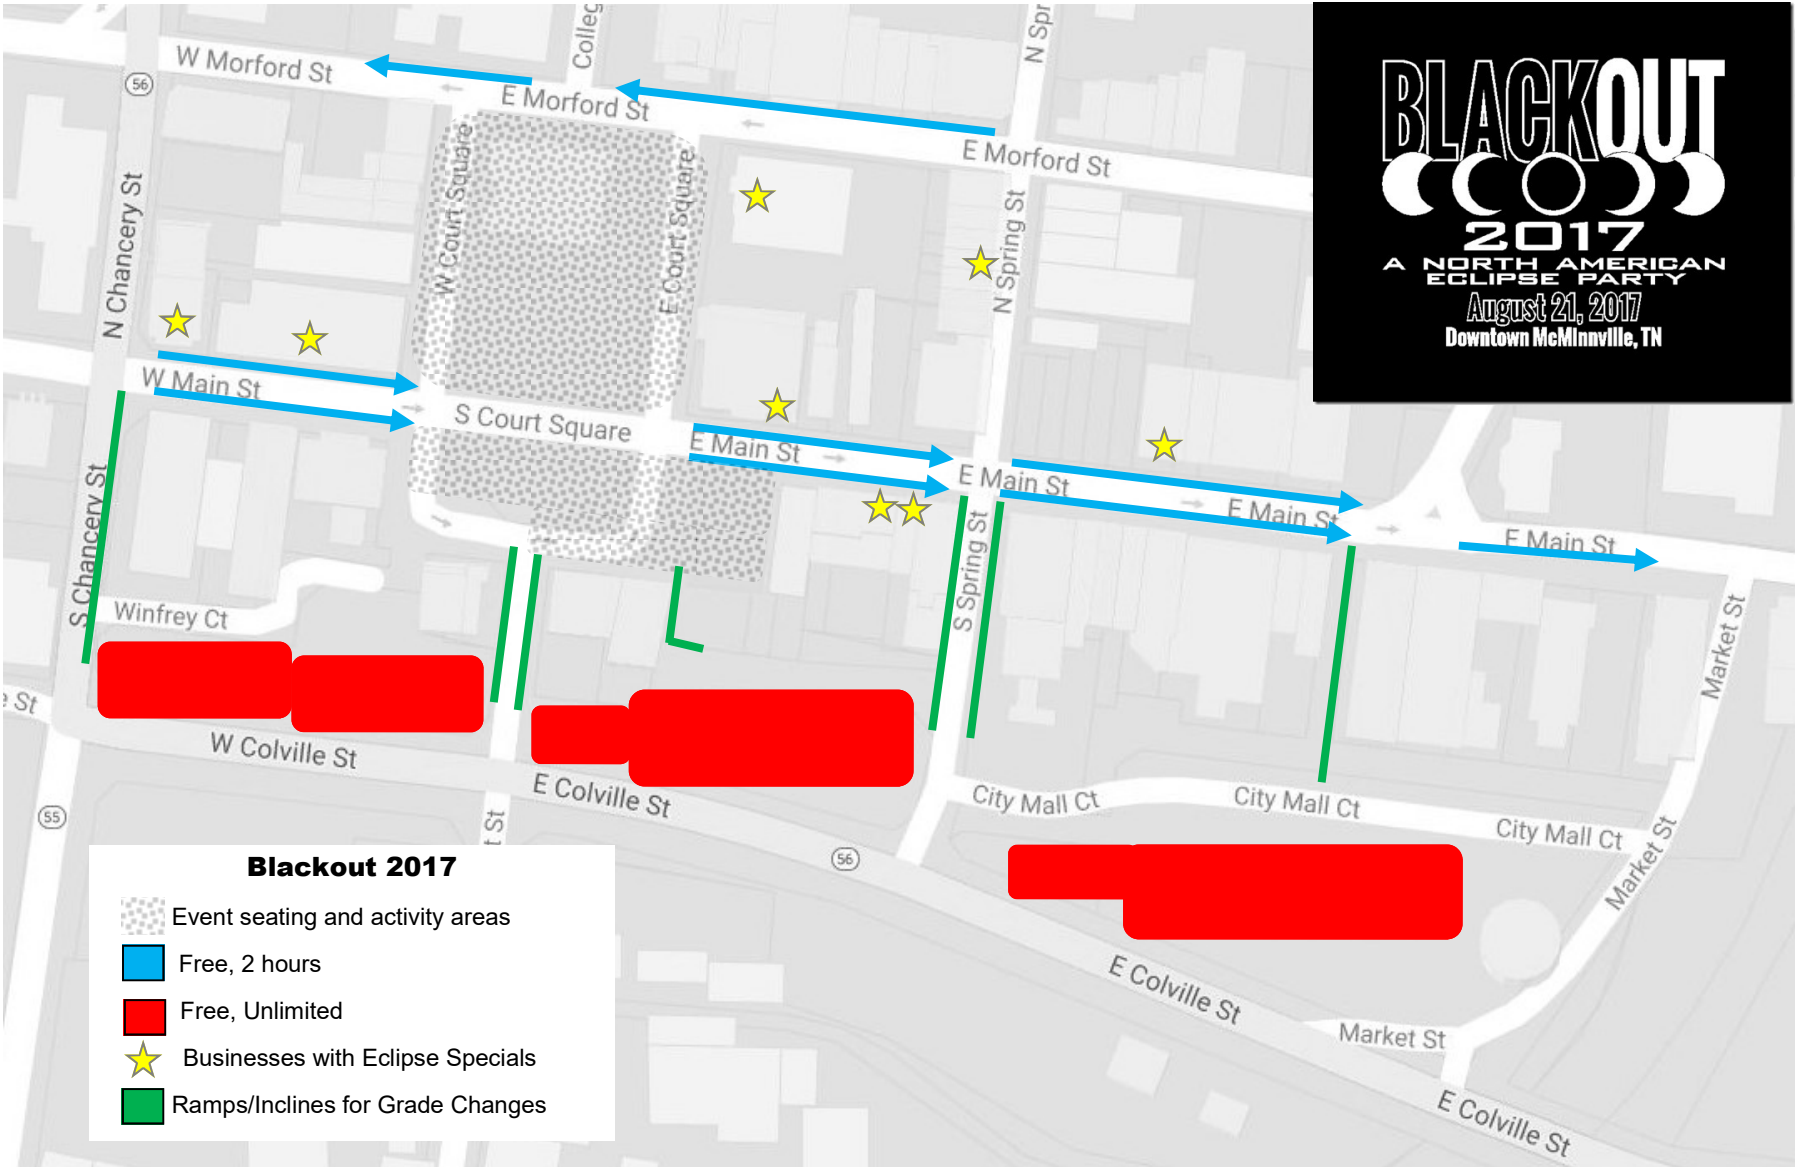 Colleg
N Spr
W Morford St
56
E Morford St
E Morford St
BLACKOUT
2017
A NORTH AMERICAN
ECLIPSE PARTY
August 21, 2017
Downtown McMInnville, TN
N Chancery St
W Court Square
E Court Square
N Spring St
W Main St
S Court Square
E Main St
E Main St
E Main St
E Main St
S Chancery St
S Spring St
Winfrey Ct
Market St
e St
W Colville St
E Colville St
City Mall Ct
City Mall Ct
City Mall Ct
55
t St
56
Market St
E Colville St
Market St
E Colville St
Blackout 2017
Event seating and activity areas
Free, 2 hours
Free, Unlimited
Businesses with Eclipse Specials
Ramps/Inclines for Grade Changes